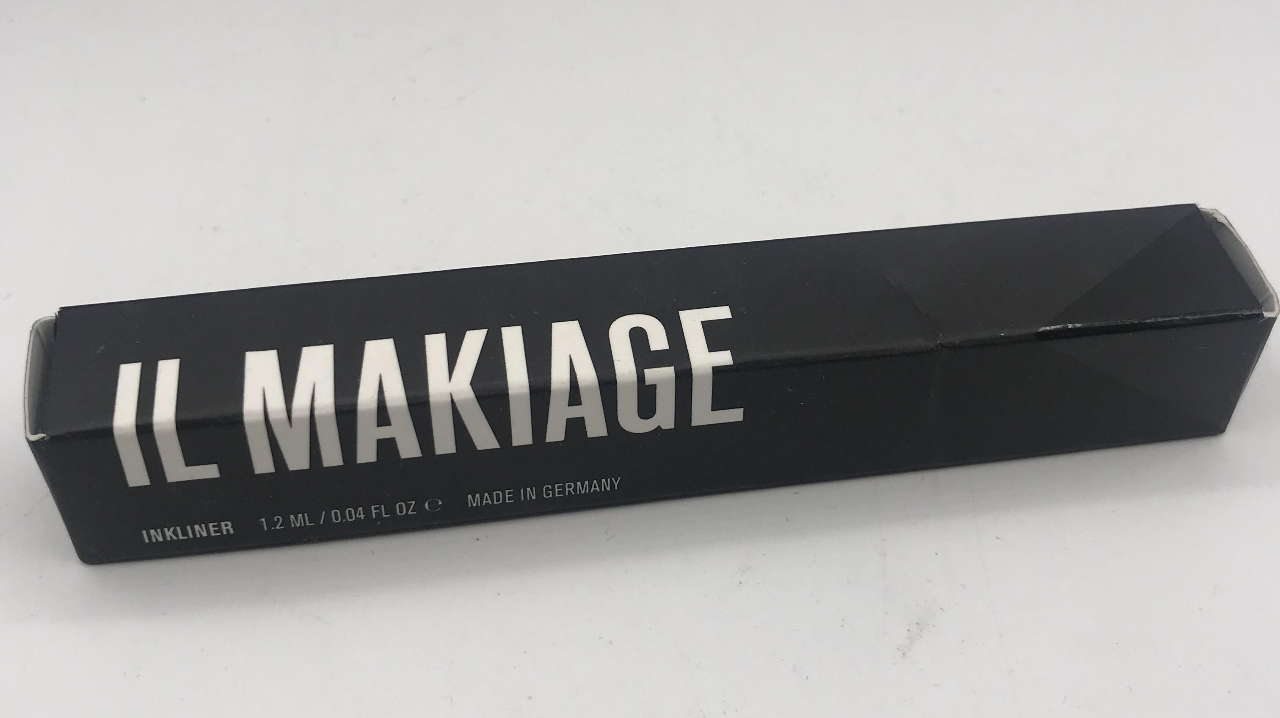 IL MAKIAGE
INKLINER 1.2 ML / 0.04 FL OZ ℮ MADE IN GERMANY